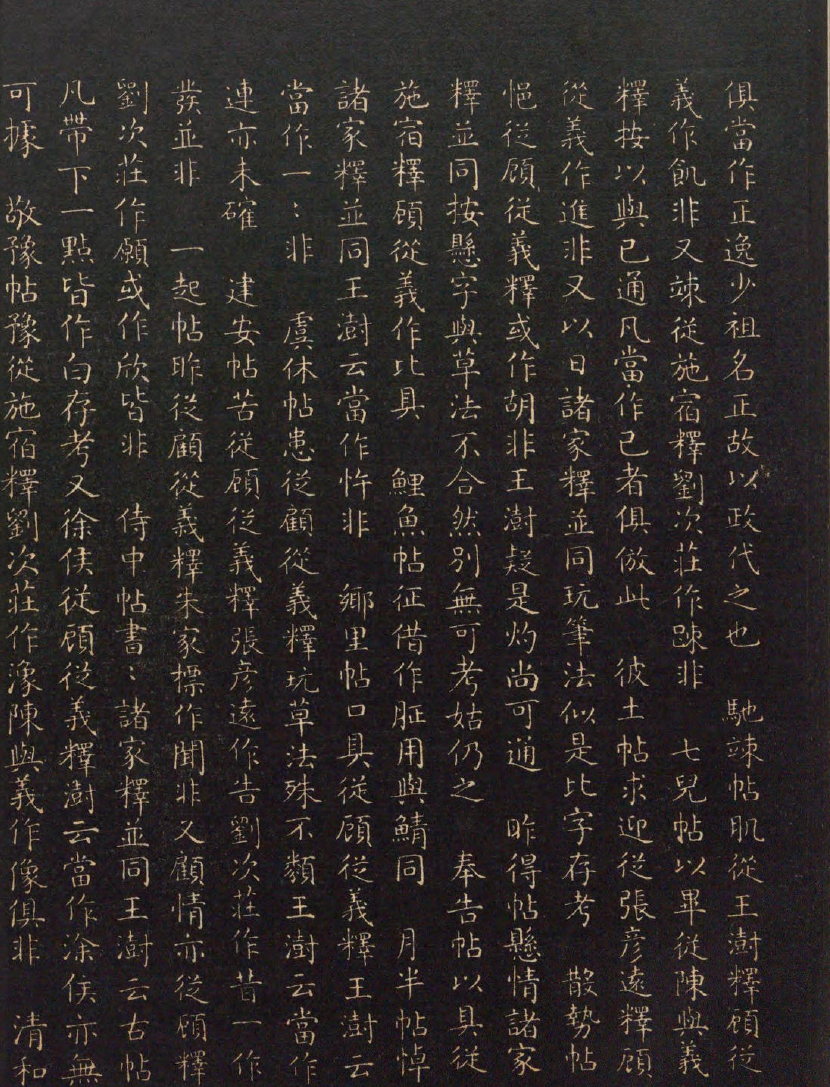 俱當作正逸少祖名正故以政代之也　馳竦帖肌從王澍釋顧從
義作飢非又竦從施宿釋劉次莊作踈非　七兒帖以畢從陳與義
釋按以與已通凡當作已者俱倣此　彼土帖求迎從張彥遠釋顧
從義作進非又以日諸家釋並同玩筆法似是比字存考　散勢帖
悒從顧從義釋或作胡非王澍疑是灼尚可通　昨得帖懸情諸家
釋並同按懸字與草法不合然別無可考姑仍之　奉告帖以具從
施宿釋顧從義作比具　鯉魚帖征借作䏣用與鯖同　月半帖悼
諸家釋並同王澍云當作忤非　鄉里帖口具從顧從義釋王澍云
當作一〻非　虞休帖患從顧從義釋玩草法殊不類王澍云當作
連亦未確　建安帖苦從顧從義釋張彥遠作告劉次莊作昔一作
發並非　一起帖昨從顧從義釋朱家標作聞非又顧情亦從顧釋
劉次莊作願或作欣皆非　侍中帖書〻諸家釋並同王澍云古帖
凡帶下一點皆作白存考又徐侯從顧從義釋澍云當作涂侯亦無
可據　敬豫帖豫從施宿釋劉次莊作濠陳與義作像俱非　清和